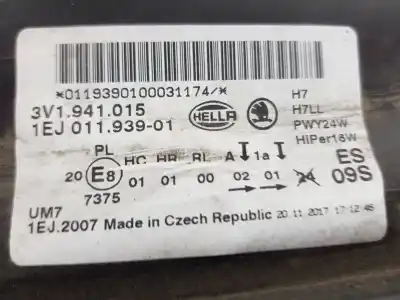 *0119390100031174/*
3V1.941.015
1EJ 011.939-01
HELLA
H7
H7LL
PWY24W
HiPer16W
PL HC HR RL A 1a
20 E8 01 01 00 02 01 24
7375
ES
09S
UM7
1EJ.2007 Made in Czech Republic 20.11.2017 17:12:45